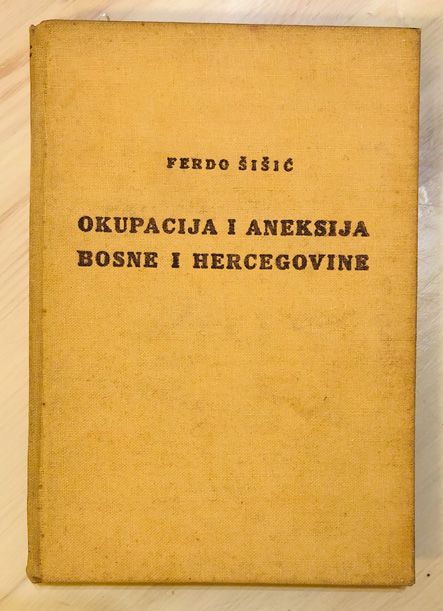 FERDO ŠIŠIĆ
OKUPACIJA I ANEKSIJA
BOSNE I HERCEGOVINE